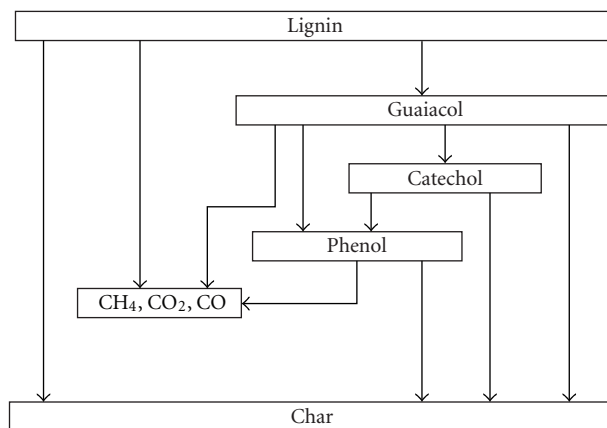 Lignin
Guaiacol
Catechol
Phenol
CH₄, CO₂, CO
Char